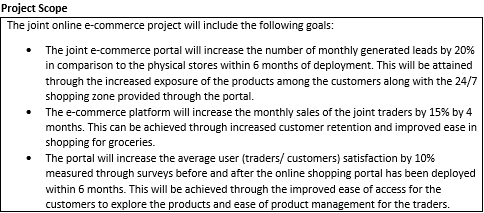 Project Scope
The joint online e-commerce project will include the following goals:
• The joint e-commerce portal will increase the number of monthly generated leads by 20%
in comparison to the physical stores within 6 months of deployment. This will be attained
through the increased exposure of the products among the customers along with the 24/7
shopping zone provided through the portal.
• The e-commerce platform will increase the monthly sales of the joint traders by 15% by 4
months. This can be achieved through increased customer retention and improved ease in
shopping for groceries.
• The portal will increase the average user (traders/ customers) satisfaction by 10%
measured through surveys before and after the online shopping portal has been deployed
within 6 months. This will be achieved through the improved ease of access for the
customers to explore the products and ease of product management for the traders.